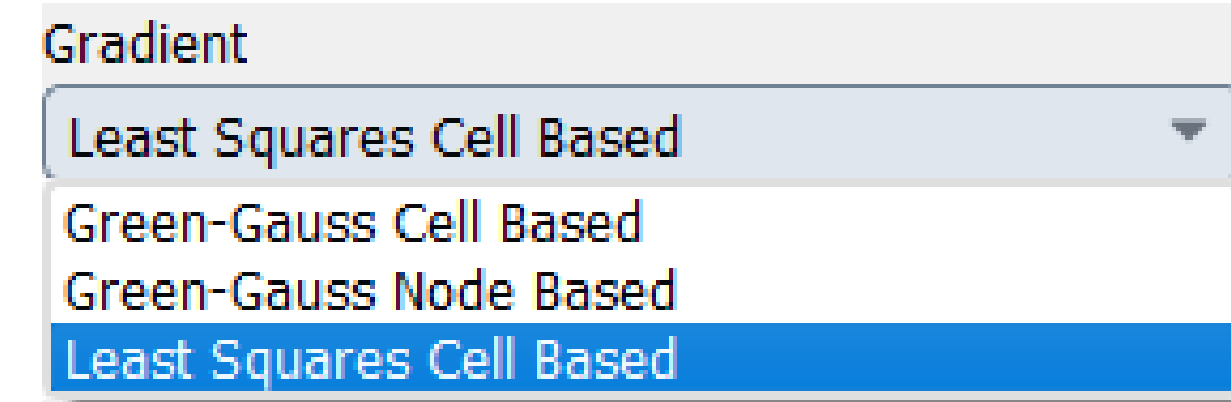 Gradient
Least Squares Cell Based
Green-Gauss Cell Based
Green-Gauss Node Based
Least Squares Cell Based